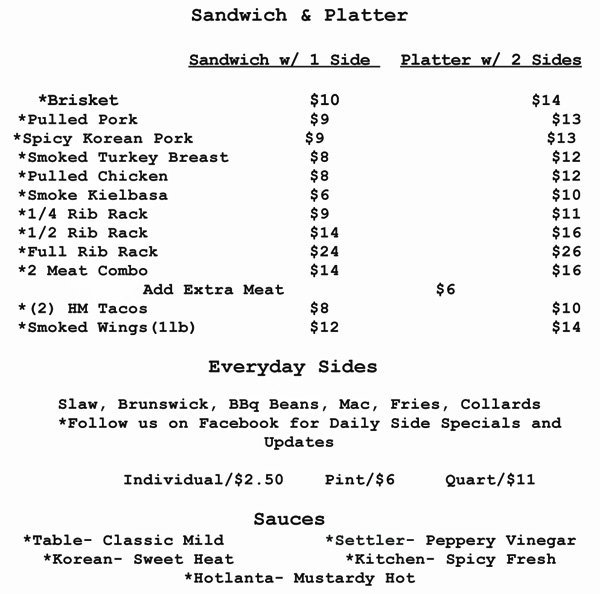 Sandwich & Platter
Sandwich w/ 1 Side Platter w/ 2 Sides
*Brisket $10 $14
*Pulled Pork $9 $13
*Spicy Korean Pork $9 $13
*Smoked Turkey Breast $8 $12
*Pulled Chicken $8 $12
*Smoke Kielbasa $6 $10
*1/4 Rib Rack $9 $11
*1/2 Rib Rack $14 $16
*Full Rib Rack $24 $26
*2 Meat Combo $14 $16
Add Extra Meat $6
*(2) HM Tacos $8 $10
*Smoked Wings(1lb) $12 $14
Everyday Sides
Slaw, Brunswick, BBq Beans, Mac, Fries, Collards
*Follow us on Facebook for Daily Side Specials and
Updates
Individual/$2.50 Pint/$6 Quart/$11
Sauces
*Table- Classic Mild *Settler- Peppery Vinegar
*Korean- Sweet Heat *Kitchen- Spicy Fresh
*Hotlanta- Mustardy Hot